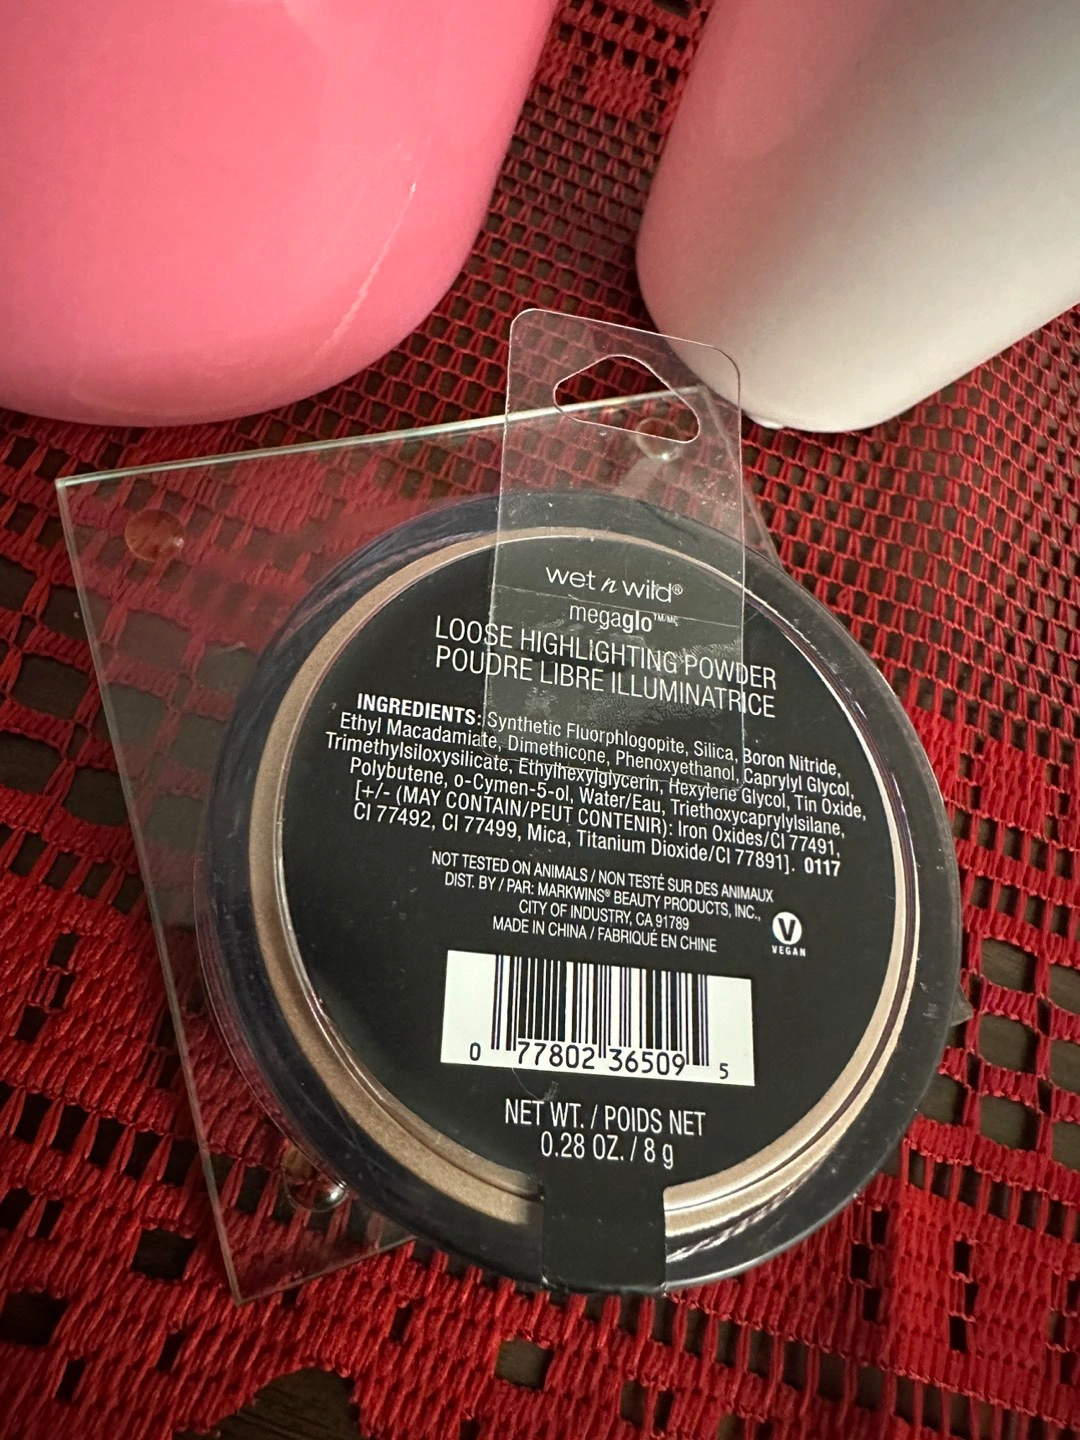 wet n wild®
megaglo™/MC
LOOSE HIGHLIGHTING POWDER
POUDRE LIBRE ILLUMINATRICE
INGREDIENTS: Synthetic Fluorphlogopite, Silica, Boron Nitride,
Ethyl Macadamiate, Dimethicone, Phenoxyethanol, Caprylyl Glycol,
Trimethylsiloxysilicate, Ethylhexylglycerin, Hexylene Glycol, Tin Oxide,
Polybutene, o-Cymen-5-ol, Water/Eau, Triethoxycaprylylsilane,
[+/- (MAY CONTAIN/PEUT CONTENIR): Iron Oxides/CI 77491,
CI 77492, CI 77499, Mica, Titanium Dioxide/CI 77891]. 0117
NOT TESTED ON ANIMALS / NON TESTÉ SUR DES ANIMAUX
DIST. BY / PAR: MARKWINS® BEAUTY PRODUCTS, INC.,
CITY OF INDUSTRY, CA 91789
MADE IN CHINA / FABRIQUÉ EN CHINE
V
VEGAN
0 77802 36509 5
NET WT. / POIDS NET
0.28 OZ. / 8 g